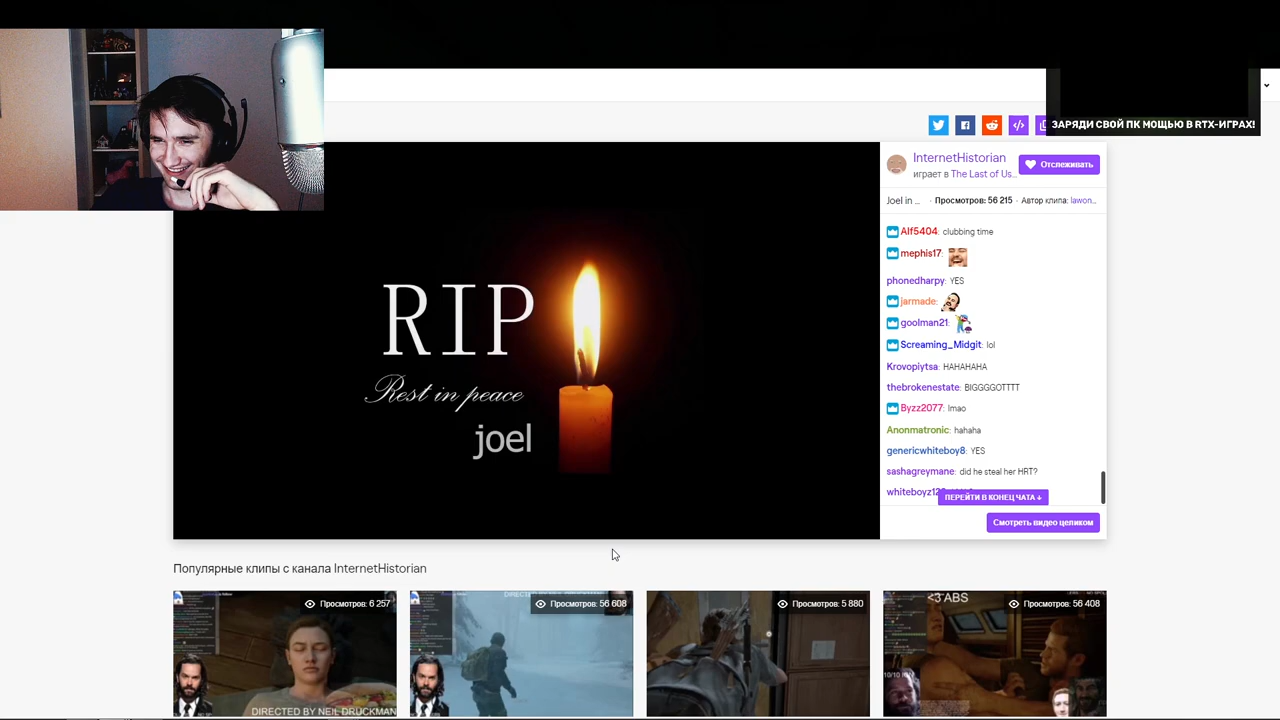 ЗАРЯДИ СВОЙ ПК МОЩЬЮ В RTX-ИГРАХ!
InternetHistorian
играет в The Last of Us...
Отслеживать
Joel in ... · Просмотров: 56 215 · Автор клипа: lawon...
Alf5404: clubbing time
mephis17:
phonedharpy: YES
jarmade:
goolman21:
Screaming_Midgit: lol
Krovopiytsa: HAHAHAHA
thebrokenestate: BIGGGGOTTTT
Byzz2077: lmao
Anonmatronic: hahaha
genericwhiteboy8: YES
sashagreymane: did he steal her HRT?
ПЕРЕЙТИ В КОНЕЦ ЧАТА ↓
Смотреть видео целиком
RIP
Rest in peace
joel
Популярные клипы с канала InternetHistorian
Просмотров: 6 257
DIRECTED BY NEIL DRUCKMAN
Просмотров: 56 608
Просмотров: 5 880
<3 ABS
Просмотров: 56 408